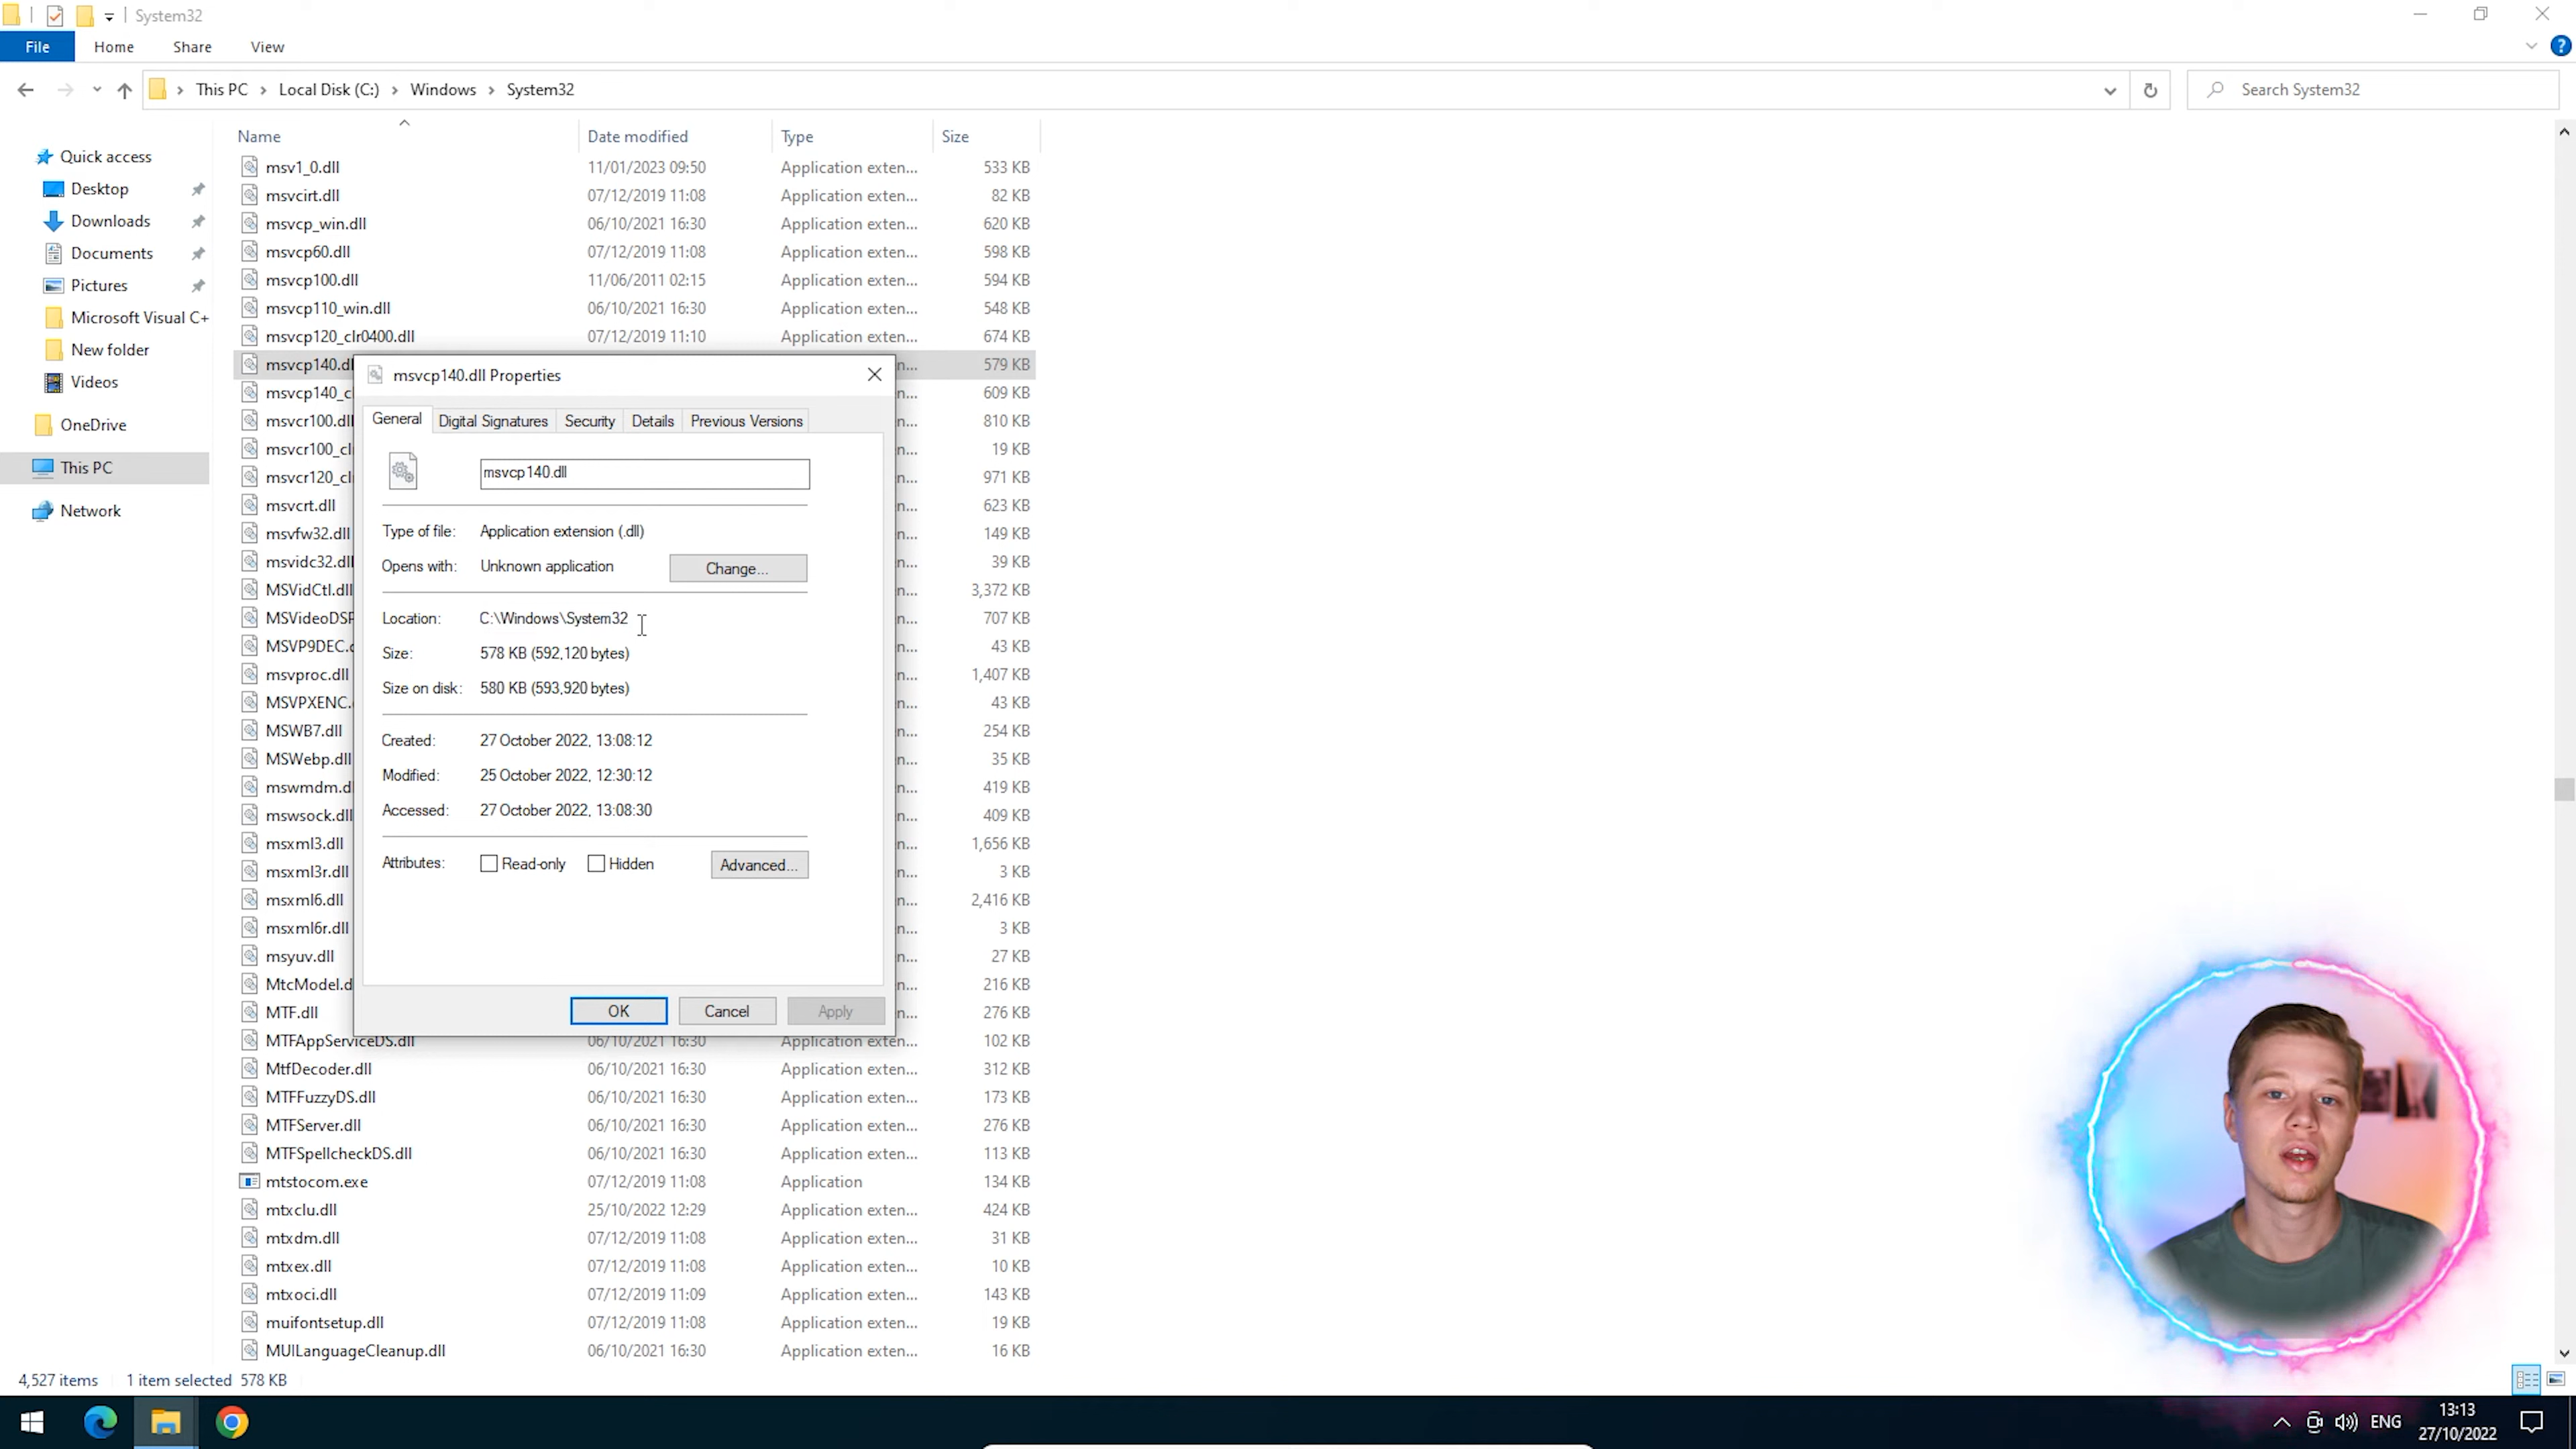 System32
File Home Share View
This PC Local Disk (C:) Windows System32
Search System32
Name Date modified Type Size
Quick access
Desktop
Downloads
Documents
Pictures
Microsoft Visual C+
New folder
Videos
OneDrive
This PC
Network
msv1_0.dll 11/01/2023 09:50 Application exten... 533 KB
msvcirt.dll 07/12/2019 11:08 Application exten... 82 KB
msvcp_win.dll 06/10/2021 16:30 Application exten... 620 KB
msvcp60.dll 07/12/2019 11:08 Application exten... 598 KB
msvcp100.dll 11/06/2011 02:15 Application exten... 594 KB
msvcp110_win.dll 06/10/2021 16:30 Application exten... 548 KB
msvcp120_clr0400.dll 07/12/2019 11:10 Application exten... 674 KB
msvcp140.dl n... 579 KB
msvcp140_c n... 609 KB
msvcr100.dll n... 810 KB
msvcr100_cl n... 19 KB
msvcr120_cl n... 971 KB
msvcrt.dll n... 623 KB
msvfw32.dll n... 149 KB
msvidc32.dll n... 39 KB
MSVidCtl.dll n... 3,372 KB
MSVideoDSP n... 707 KB
MSVP9DEC. n... 43 KB
msvproc.dll n... 1,407 KB
MSVPXENC. n... 43 KB
MSWB7.dll n... 254 KB
MSWebp.dll n... 35 KB
mswmdm.dl n... 419 KB
mswsock.dll n... 409 KB
msxml3.dll n... 1,656 KB
msxml3r.dll n... 3 KB
msxml6.dll n... 2,416 KB
msxml6r.dll n... 3 KB
msyuv.dll n... 27 KB
MtcModel.d n... 216 KB
MTF.dll n... 276 KB
MTFAppServiceDS.dll 06/10/2021 16:30 Application exten... 102 KB
MtfDecoder.dll 06/10/2021 16:30 Application exten... 312 KB
MTFFuzzyDS.dll 06/10/2021 16:30 Application exten... 173 KB
MTFServer.dll 06/10/2021 16:30 Application exten... 276 KB
MTFSpellcheckDS.dll 06/10/2021 16:30 Application exten... 113 KB
mtstocom.exe 07/12/2019 11:08 Application 134 KB
mtxclu.dll 25/10/2022 12:29 Application exten... 424 KB
mtxdm.dll 07/12/2019 11:08 Application exten... 31 KB
mtxex.dll 07/12/2019 11:08 Application exten... 10 KB
mtxoci.dll 07/12/2019 11:09 Application exten... 143 KB
muifontsetup.dll 07/12/2019 11:08 Application exten... 19 KB
MUILanguageCleanup.dll 06/10/2021 16:30 Application exten... 16 KB
msvcp140.dll Properties
General Digital Signatures Security Details Previous Versions
msvcp140.dll
Type of file: Application extension (.dll)
Opens with: Unknown application Change...
Location: C:\Windows\System32
Size: 578 KB (592,120 bytes)
Size on disk: 580 KB (593,920 bytes)
Created: 27 October 2022, 13:08:12
Modified: 25 October 2022, 12:30:12
Accessed: 27 October 2022, 13:08:30
Attributes: Read-only Hidden Advanced...
OK Cancel Apply
4,527 items 1 item selected 578 KB
ENG
13:13
27/10/2022